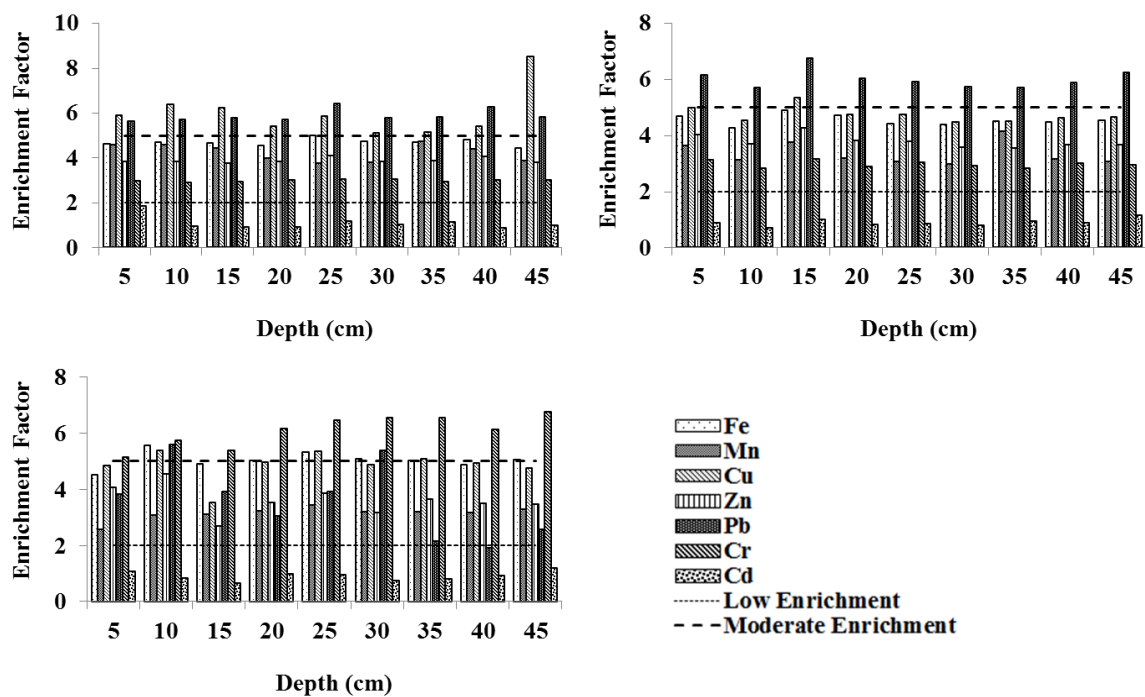 Enrichment Factor
10
8
6
4
2
0
5 10 15 20 25 30 35 40 45
Depth (cm)
Enrichment Factor
8
6
4
2
0
5 10 15 20 25 30 35 40 45
Depth (cm)
Enrichment Factor
8
6
4
2
0
5 10 15 20 25 30 35 40 45
Depth (cm)
Fe
Mn
Cu
Zn
Pb
Cr
Cd
Low Enrichment
Moderate Enrichment